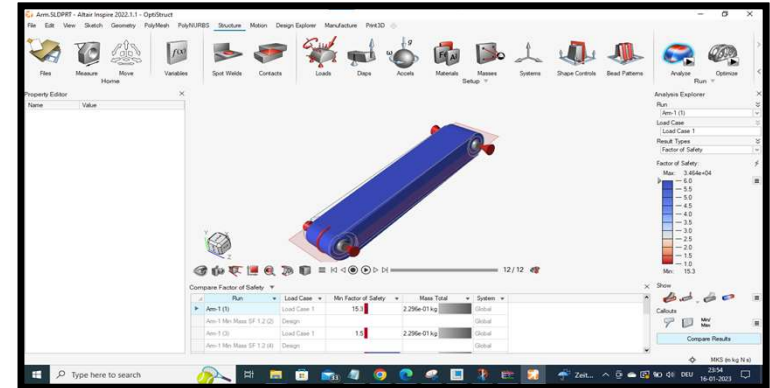 Arm.SLDPRT - Altair Inspire 2022.1.1 - OptiStruct
File Edit View Sketch Geometry PolyMesh PolyNURBS Structure Motion Design Explorer Manufacture Print3D
f(x)
Files Measure Move Variables Spot Welds Contacts Loads Disps Accels Materials Masses Systems Shape Controls Bead Patterns Analyze Optimize
Home Setup Run
Property Editor
Name Value
Analysis Explorer
Run
Arm-1 (1)
Load Case
Load Case 1
Result Types
Factor of Safety
Factor of Safety:
Max: 3.464e+04
6.0
5.5
5.0
4.5
4.0
3.5
3.0
2.5
2.0
1.5
1.0
Min: 15.3
12 / 12
Compare Factor of Safety
Run Load Case Min Factor of Safety Mass Total System
Arm-1 (1) Load Case 1 15.3 2.296e-01 kg Global
Arm-1 Min Mass SF 1.2 (2) Design Global
Arm-1 (3) Load Case 1 1.5 2.296e-01 kg Global
Arm-1 Min Mass SF 1.2 (4) Design Global
Show
Callouts
Min/
Max
Compare Results
MKS (m kg N s)
Type here to search
Zeit... DEU 23:54
16-01-2023